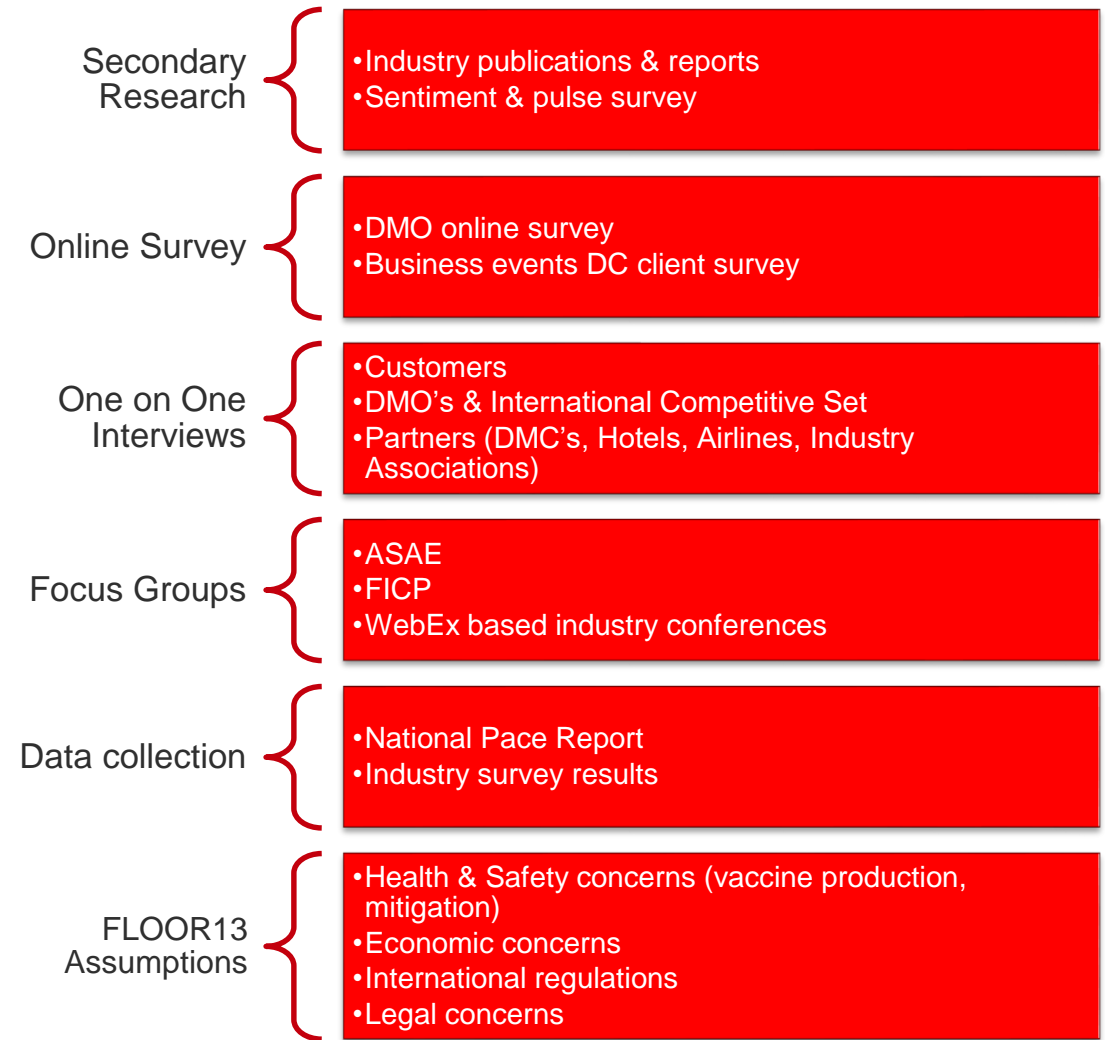 Secondary
Research
•Industry publications & reports
•Sentiment & pulse survey
Online Survey
•DMO online survey
•Business events DC client survey
One on One
Interviews
•Customers
•DMO’s & International Competitive Set
•Partners (DMC’s, Hotels, Airlines, Industry
Associations)
Focus Groups
•ASAE
•FICP
•WebEx based industry conferences
Data collection
•National Pace Report
•Industry survey results
FLOOR13
Assumptions
•Health & Safety concerns (vaccine production,
mitigation)
•Economic concerns
•International regulations
•Legal concerns